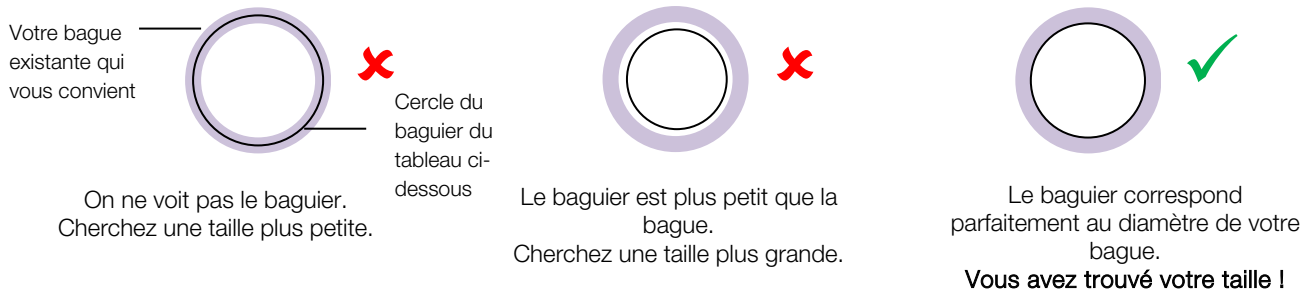 Votre bague
existante qui
vous convient
Cercle du
baguier du
tableau ci-
dessous
On ne voit pas le baguier.
Cherchez une taille plus petite.
Le baguier est plus petit que la
bague.
Cherchez une taille plus grande.
Le baguier correspond
parfaitement au diamètre de votre
bague.
Vous avez trouvé votre taille !